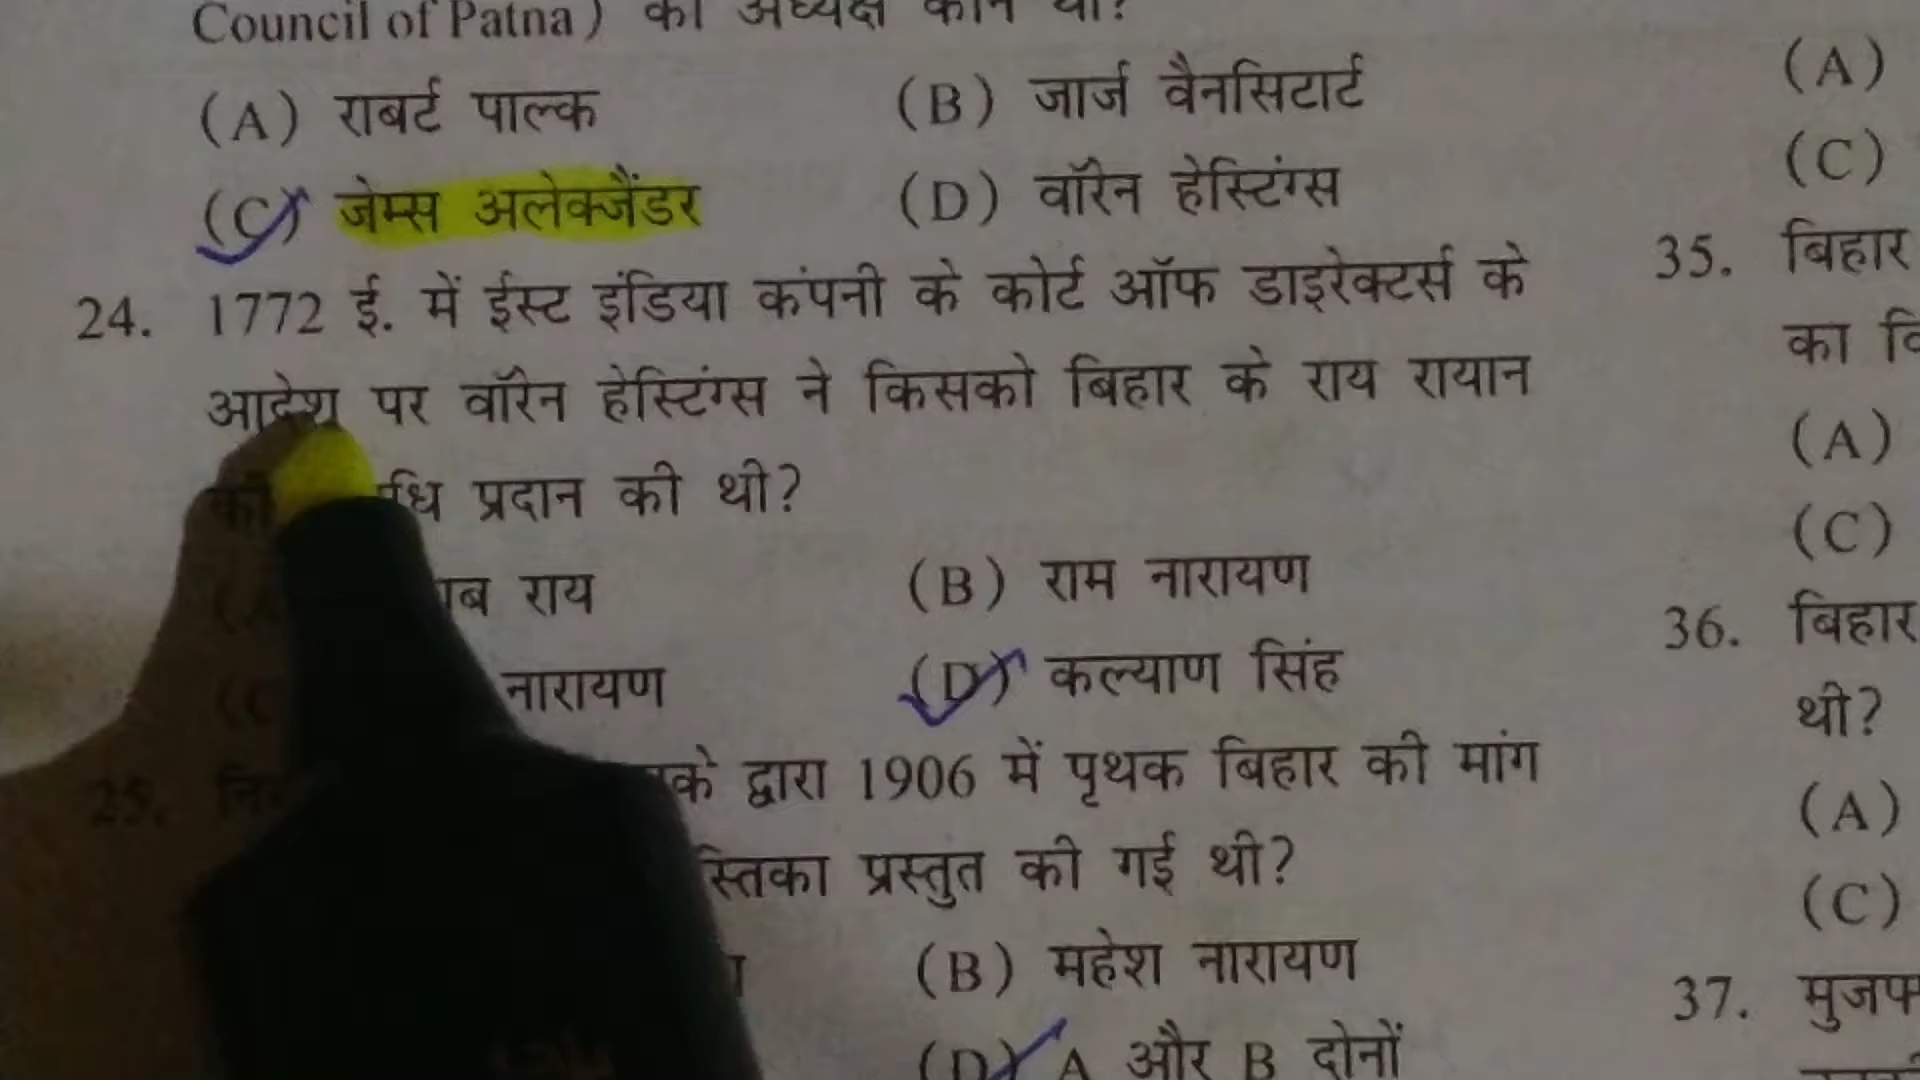 Council of Patna) का अध्यक्ष कौन था?
(A) राबर्ट पाल्क (B) जार्ज वैनसिटार्ट
(C) जेम्स अलेक्जैंडर (D) वॉरेन हेस्टिंग्स
24. 1772 ई. में ईस्ट इंडिया कंपनी के कोर्ट ऑफ डाइरेक्टर्स के
आदेश पर वॉरेन हेस्टिंग्स ने किसको बिहार के राय रायान
की प्रदान की थी?
राय (B) राम नारायण
(C नारायण (D) कल्याण सिंह
25. द्वारा 1906 में पृथक बिहार की मांग
प्रस्तुत की गई थी?
(B) महेश नारायण
(D) A और B दोनों
(A)
(C)
35. बिहार
का
(A)
(C)
36. बिहार
थी?
(A)
(C)
37.